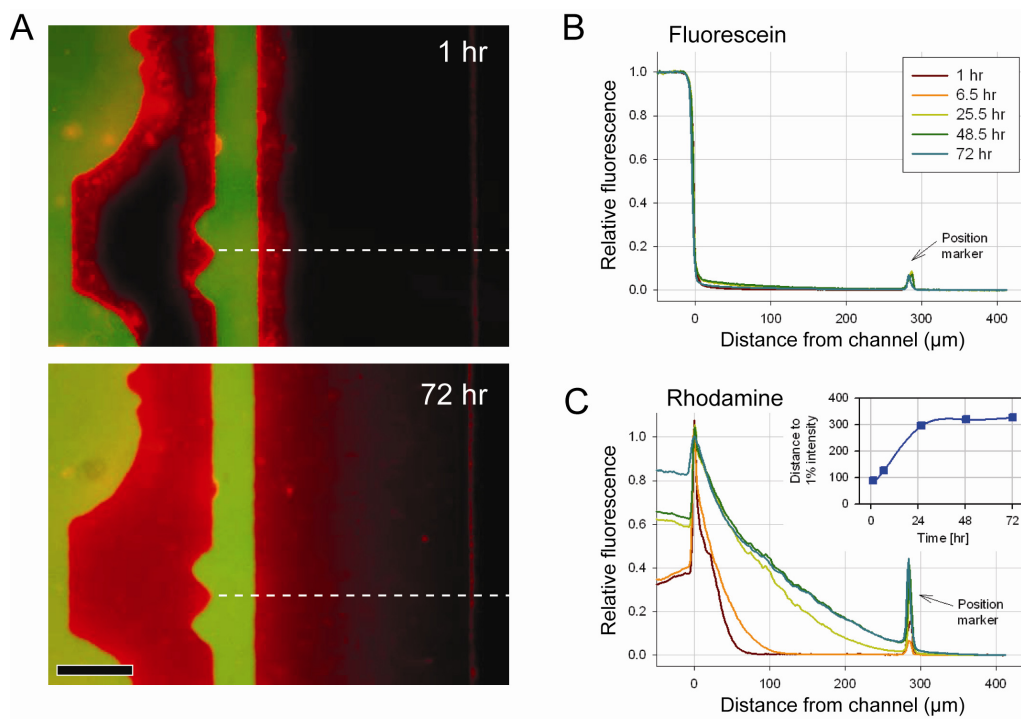 A
1 hr
72 hr
B
Fluorescein
Relative fluorescence
1.0
0.8
0.6
0.4
0.2
0.0
1 hr
6.5 hr
25.5 hr
48.5 hr
72 hr
Position
marker
0
100
200
300
400
Distance from channel (µm)
C
Rhodamine
Relative fluorescence
1.0
0.8
0.6
0.4
0.2
0.0
Distance to
1% intensity
400
300
200
100
0
0
24
48
72
Time [hr]
Position
marker
0
100
200
300
400
Distance from channel (µm)